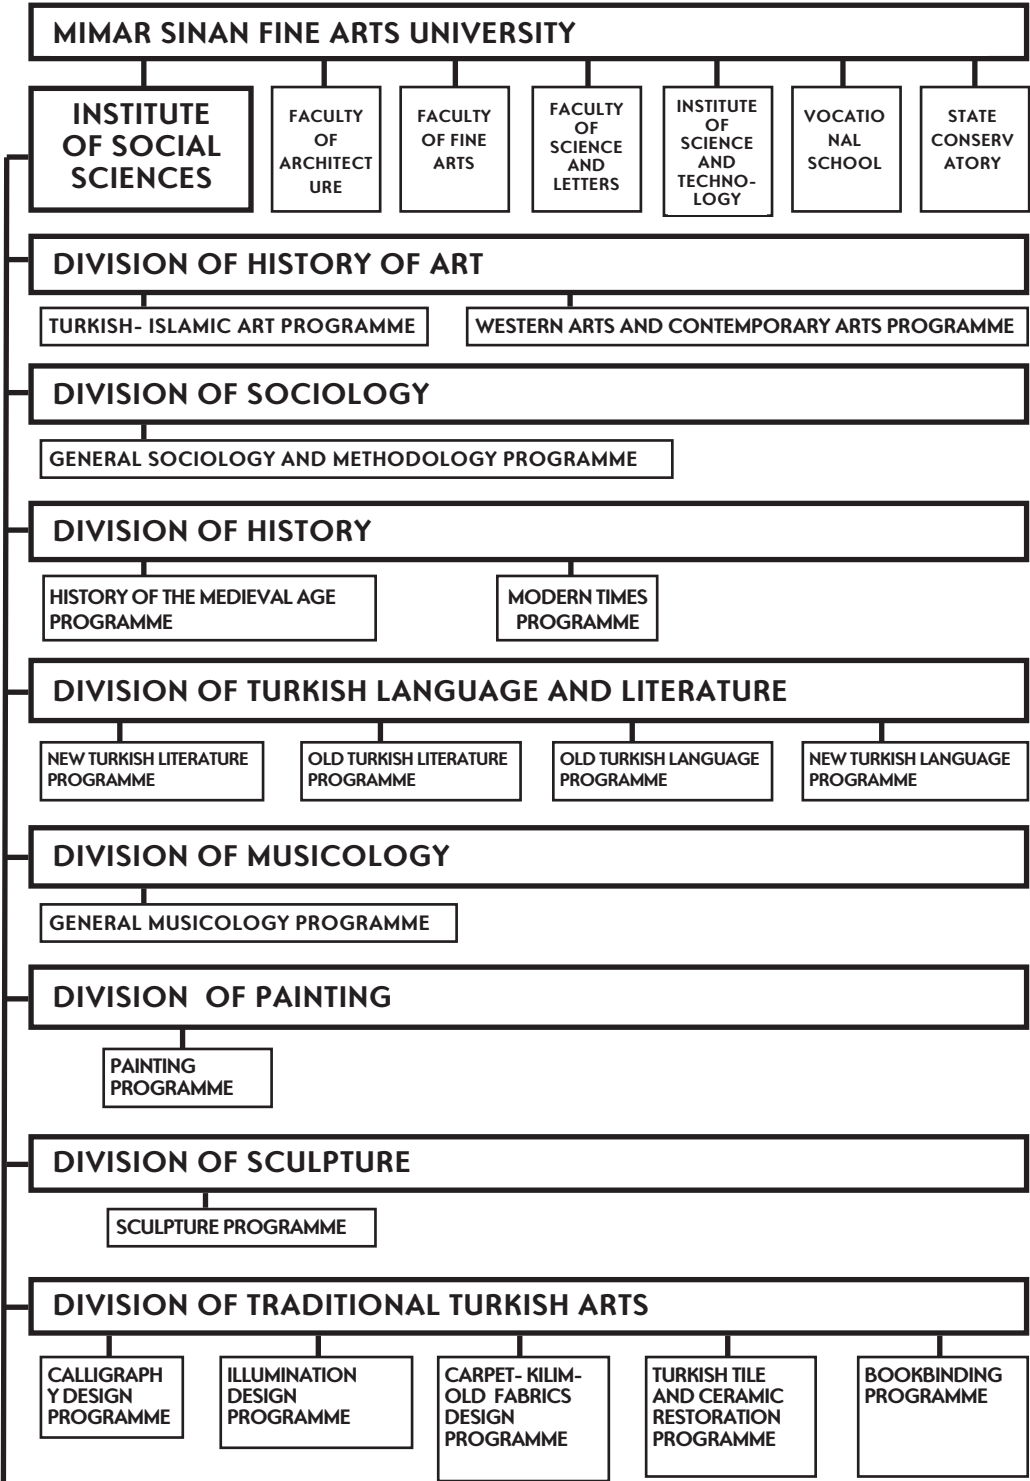 MIMAR SINAN FINE ARTS UNIVERSITY
INSTITUTE
OF SOCIAL
SCIENCES
FACULTY
OF
ARCHITECT
URE
FACULTY
OF FINE
ARTS
FACULTY
OF
SCIENCE
AND
LETTERS
INSTITUTE
OF
SCIENCE
AND
TECHNO-
LOGY
VOCATIO
NAL
SCHOOL
STATE
CONSERV
ATORY
DIVISION OF HISTORY OF ART
TURKISH- ISLAMIC ART PROGRAMME
WESTERN ARTS AND CONTEMPORARY ARTS PROGRAMME
DIVISION OF SOCIOLOGY
GENERAL SOCIOLOGY AND METHODOLOGY PROGRAMME
DIVISION OF HISTORY
HISTORY OF THE MEDIEVAL AGE
PROGRAMME
MODERN TIMES
PROGRAMME
DIVISION OF TURKISH LANGUAGE AND LITERATURE
NEW TURKISH LITERATURE
PROGRAMME
OLD TURKISH LITERATURE
PROGRAMME
OLD TURKISH LANGUAGE
PROGRAMME
NEW TURKISH LANGUAGE
PROGRAMME
DIVISION OF MUSICOLOGY
GENERAL MUSICOLOGY PROGRAMME
DIVISION OF PAINTING
PAINTING
PROGRAMME
DIVISION OF SCULPTURE
SCULPTURE PROGRAMME
DIVISION OF TRADITIONAL TURKISH ARTS
CALLIGRAPH
Y DESIGN
PROGRAMME
ILLUMINATION
DESIGN
PROGRAMME
CARPET- KILIM-
OLD FABRICS
DESIGN
PROGRAMME
TURKISH TILE
AND CERAMIC
RESTORATION
PROGRAMME
BOOKBINDING
PROGRAMME